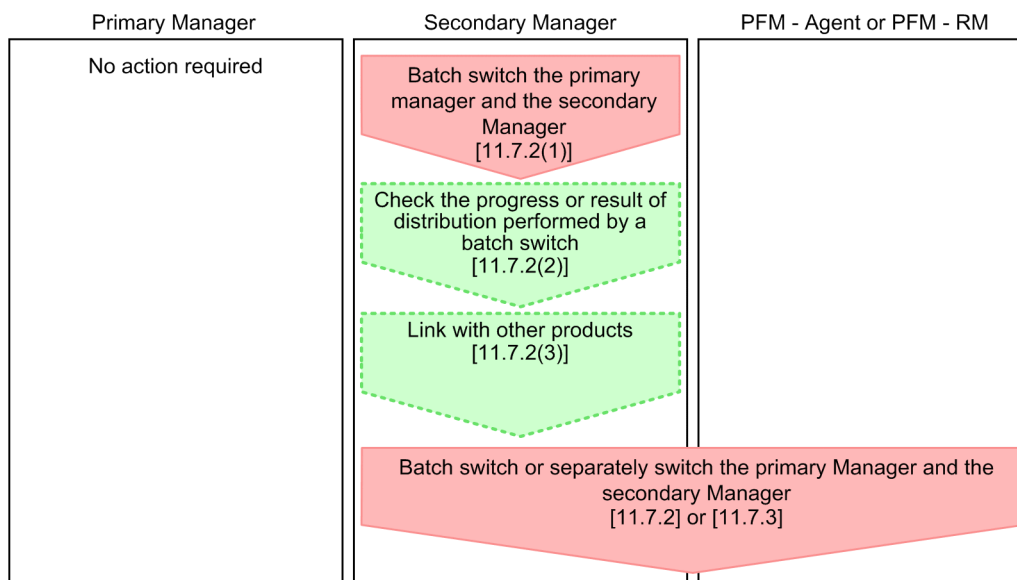 Primary Manager
Secondary Manager
PFM - Agent or PFM - RM
No action required
Batch switch the primary
manager and the secondary
Manager
[11.7.2(1)]
Check the progress or result of
distribution performed by a
batch switch
[11.7.2(2)]
Link with other products
[11.7.2(3)]
Batch switch or separately switch the primary Manager and the
secondary Manager
[11.7.2] or [11.7.3]